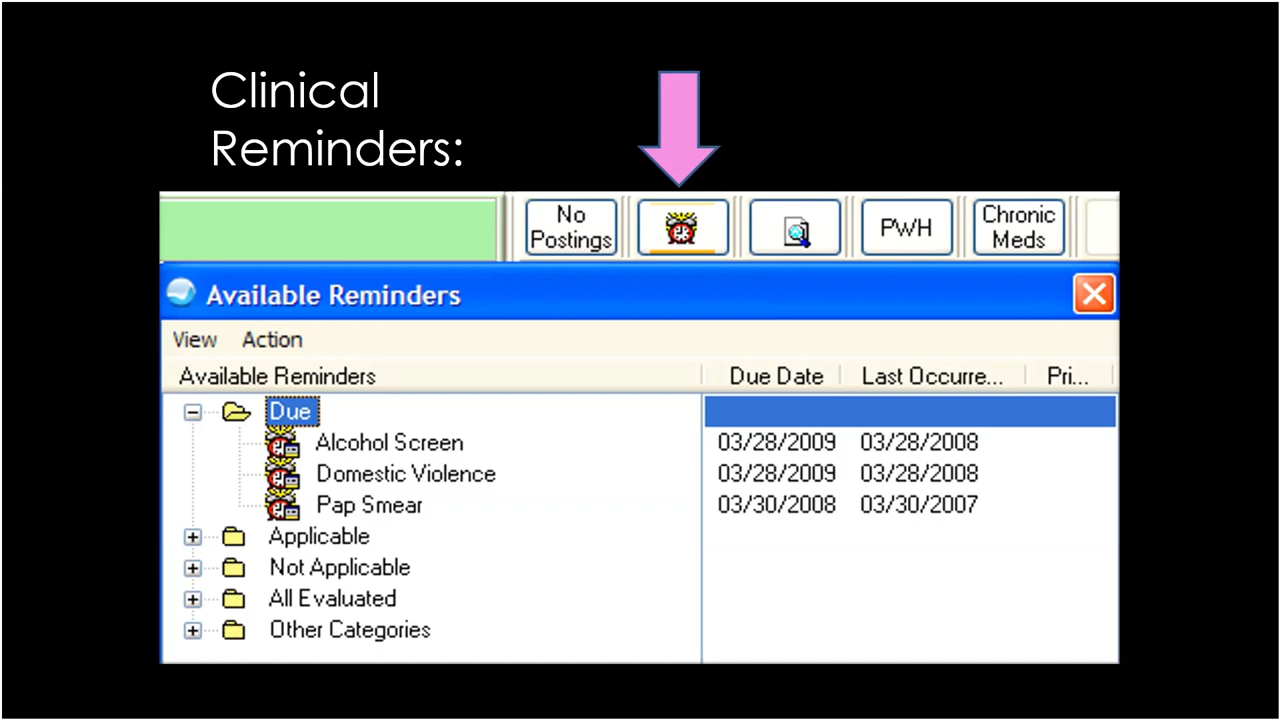 Clinical
Reminders:
No
Postings
PWH
Chronic
Meds
Available Reminders
View Action
Available Reminders Due Date Last Occurre... Pri...
Due
Alcohol Screen 03/28/2009 03/28/2008
Domestic Violence 03/28/2009 03/28/2008
Pap Smear 03/30/2008 03/30/2007
Applicable
Not Applicable
All Evaluated
Other Categories